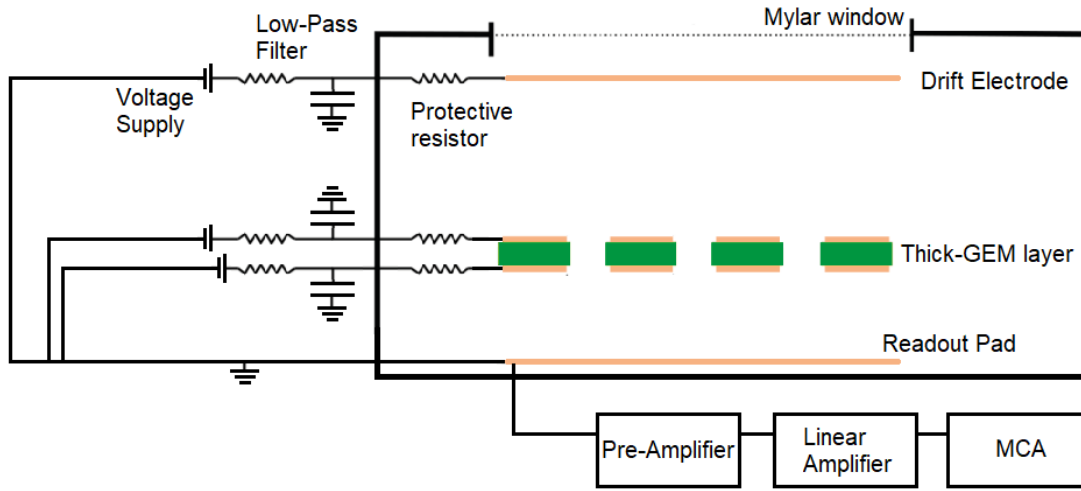 Mylar window
Low-Pass
Filter
Voltage
Supply
Protective
resistor
Drift Electrode
Thick-GEM layer
Readout Pad
Pre-Amplifier
Linear
Amplifier
MCA